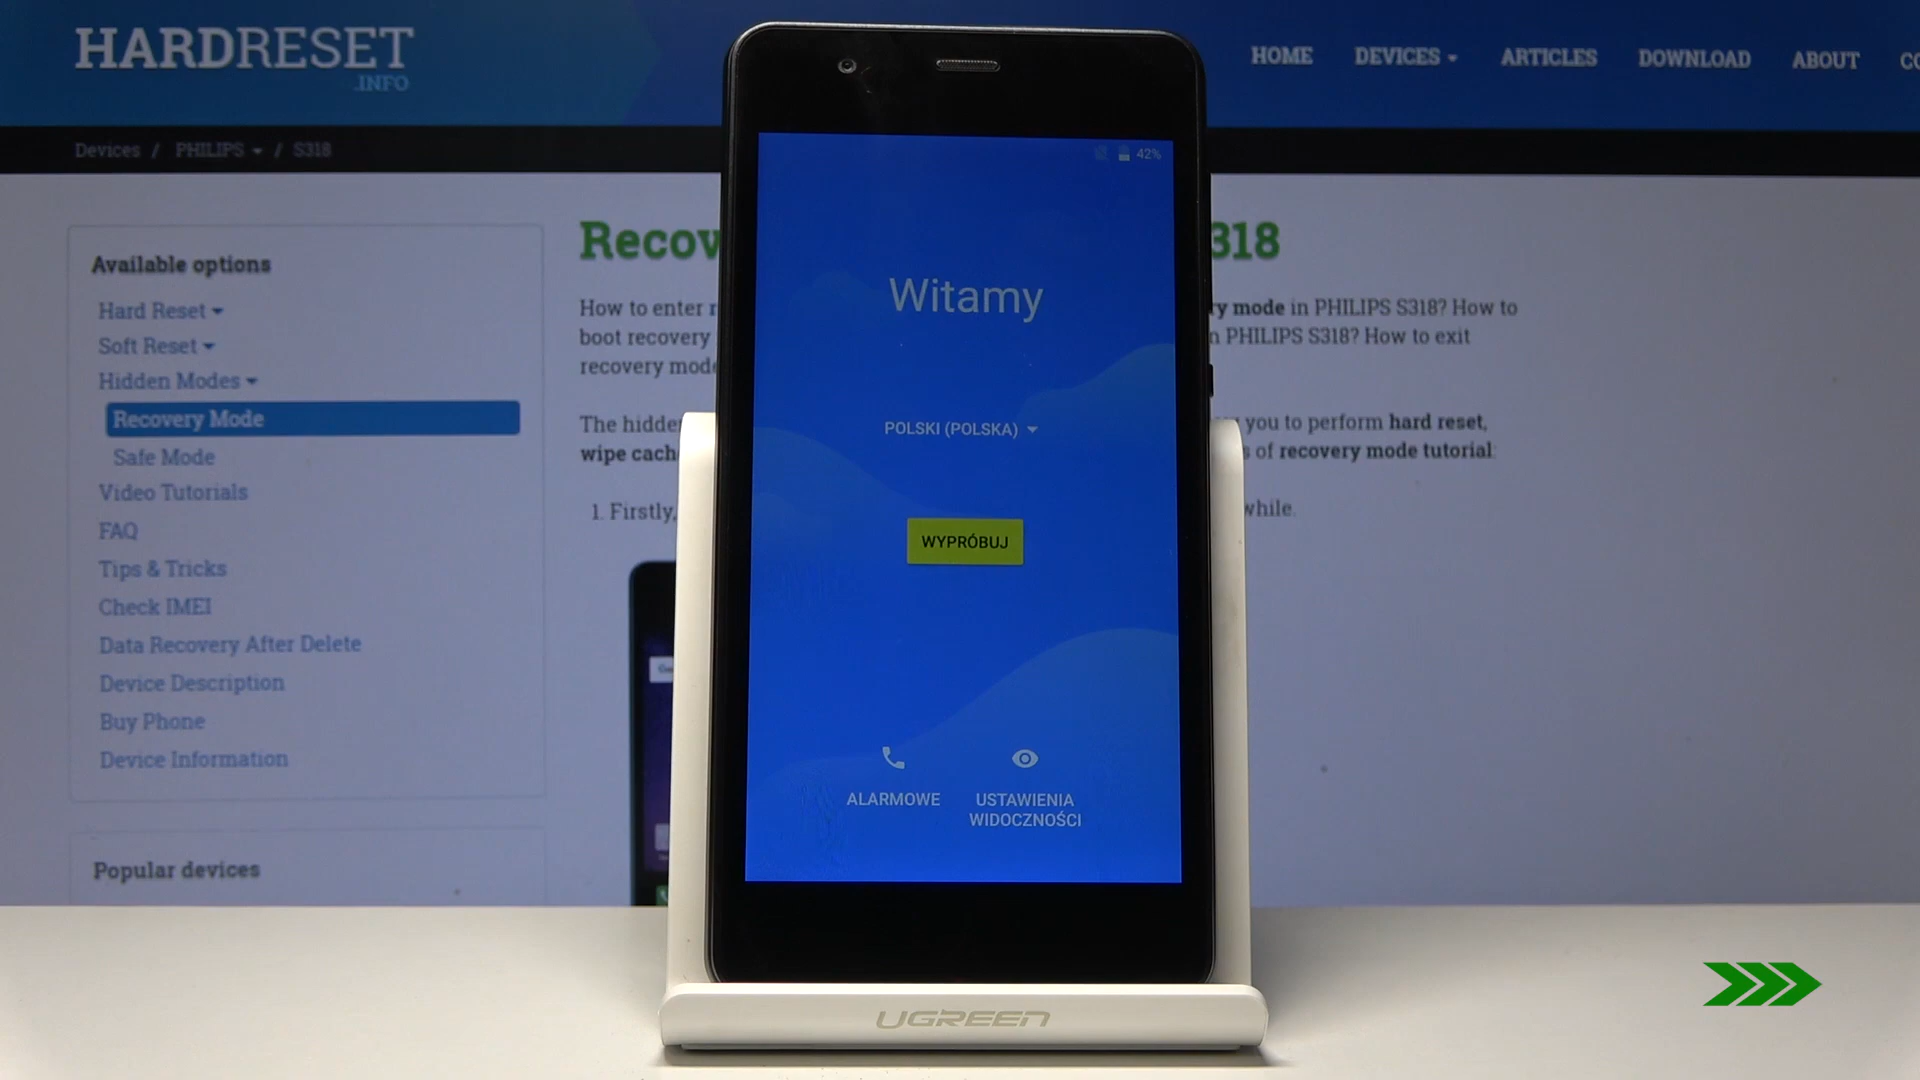 HARDRESET
.INFO
HOME DEVICES ARTICLES DOWNLOAD ABOUT
Devices / PHILIPS / S318
Available options
Hard Reset
Soft Reset
Hidden Modes
Recovery Mode
Safe Mode
Video Tutorials
FAQ
Tips & Tricks
Check IMEI
Data Recovery After Delete
Device Description
Buy Phone
Device Information
Popular devices
318
How to enter mode in PHILIPS S318? How to
boot recovery PHILIPS S318? How to exit
recovery
The you to perform hard reset,
wipe of recovery mode tutorial:
1. Firstly, while.
42%
Witamy
POLSKI (POLSKA)
WYPRÓBUJ
ALARMOWE
USTAWIENIA
WIDOCZNOŚCI
UGREEN